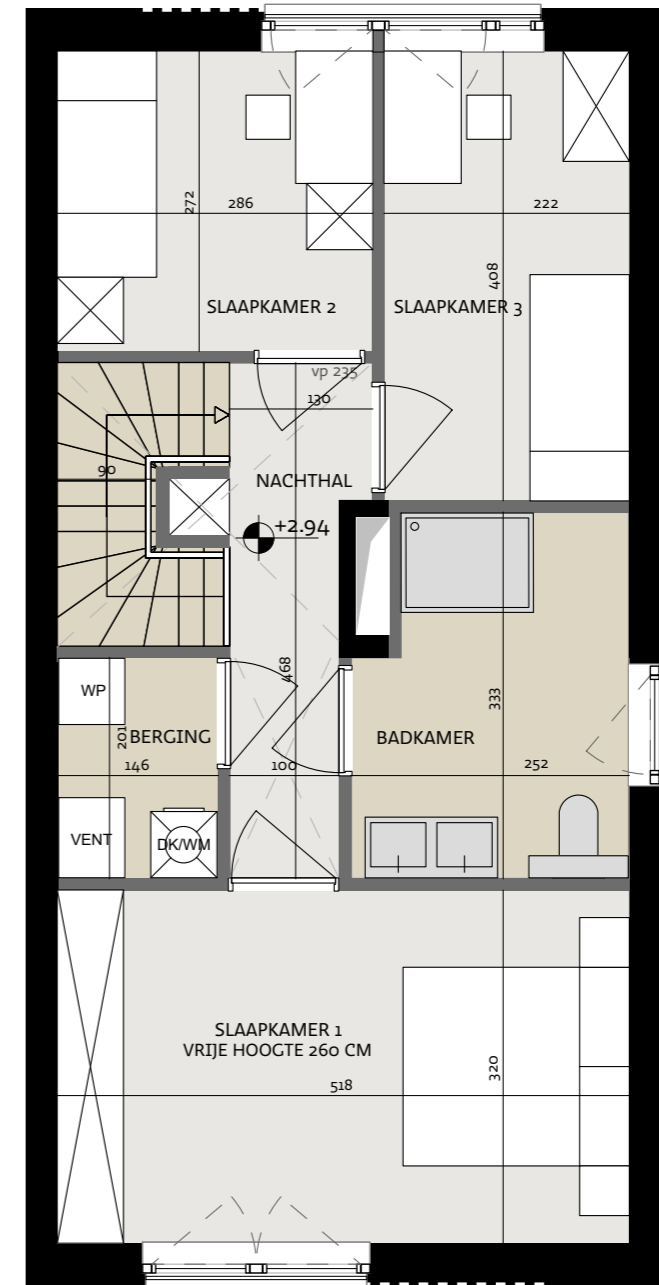 272
286
222
408
SLAAPKAMER 2
SLAAPKAMER 3
vp 235
130
90
NACHTHAL
+2.94
468
333
WP
201
BERGING
BADKAMER
146
100
252
VENT
DK/WM
SLAAPKAMER 1
VRIJE HOOGTE 260 CM
320
518